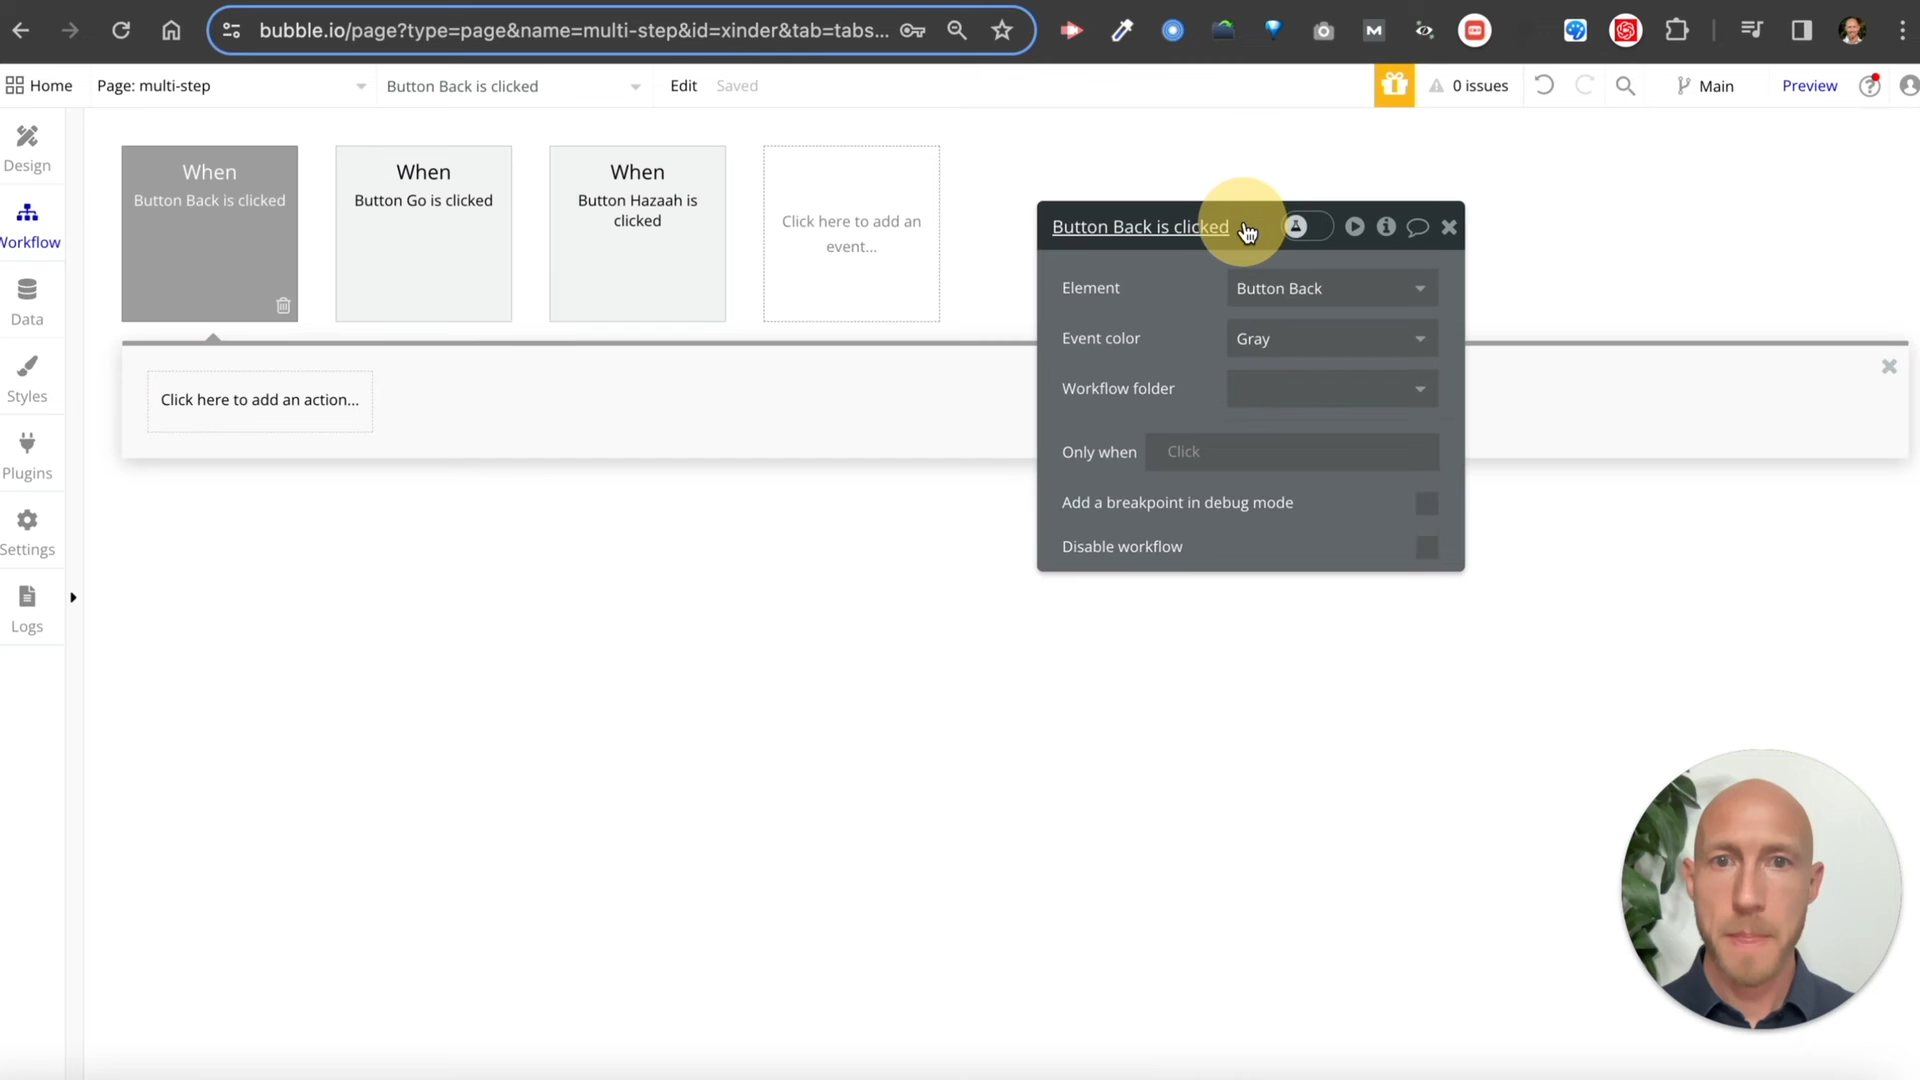 bubble.io/page?type=page&name=multi-step&id=xinder&tab=tabs...
Home
Page: multi-step
Button Back is clicked
Edit
Saved
0 issues
Main
Preview
Design
Workflow
Data
Styles
Plugins
Settings
Logs
When
Button Back is clicked
When
Button Go is clicked
When
Button Hazaah is
clicked
Click here to add an
event...
Click here to add an action...
Button Back is clicked
Element
Button Back
Event color
Gray
Workflow folder
Only when
Click
Add a breakpoint in debug mode
Disable workflow